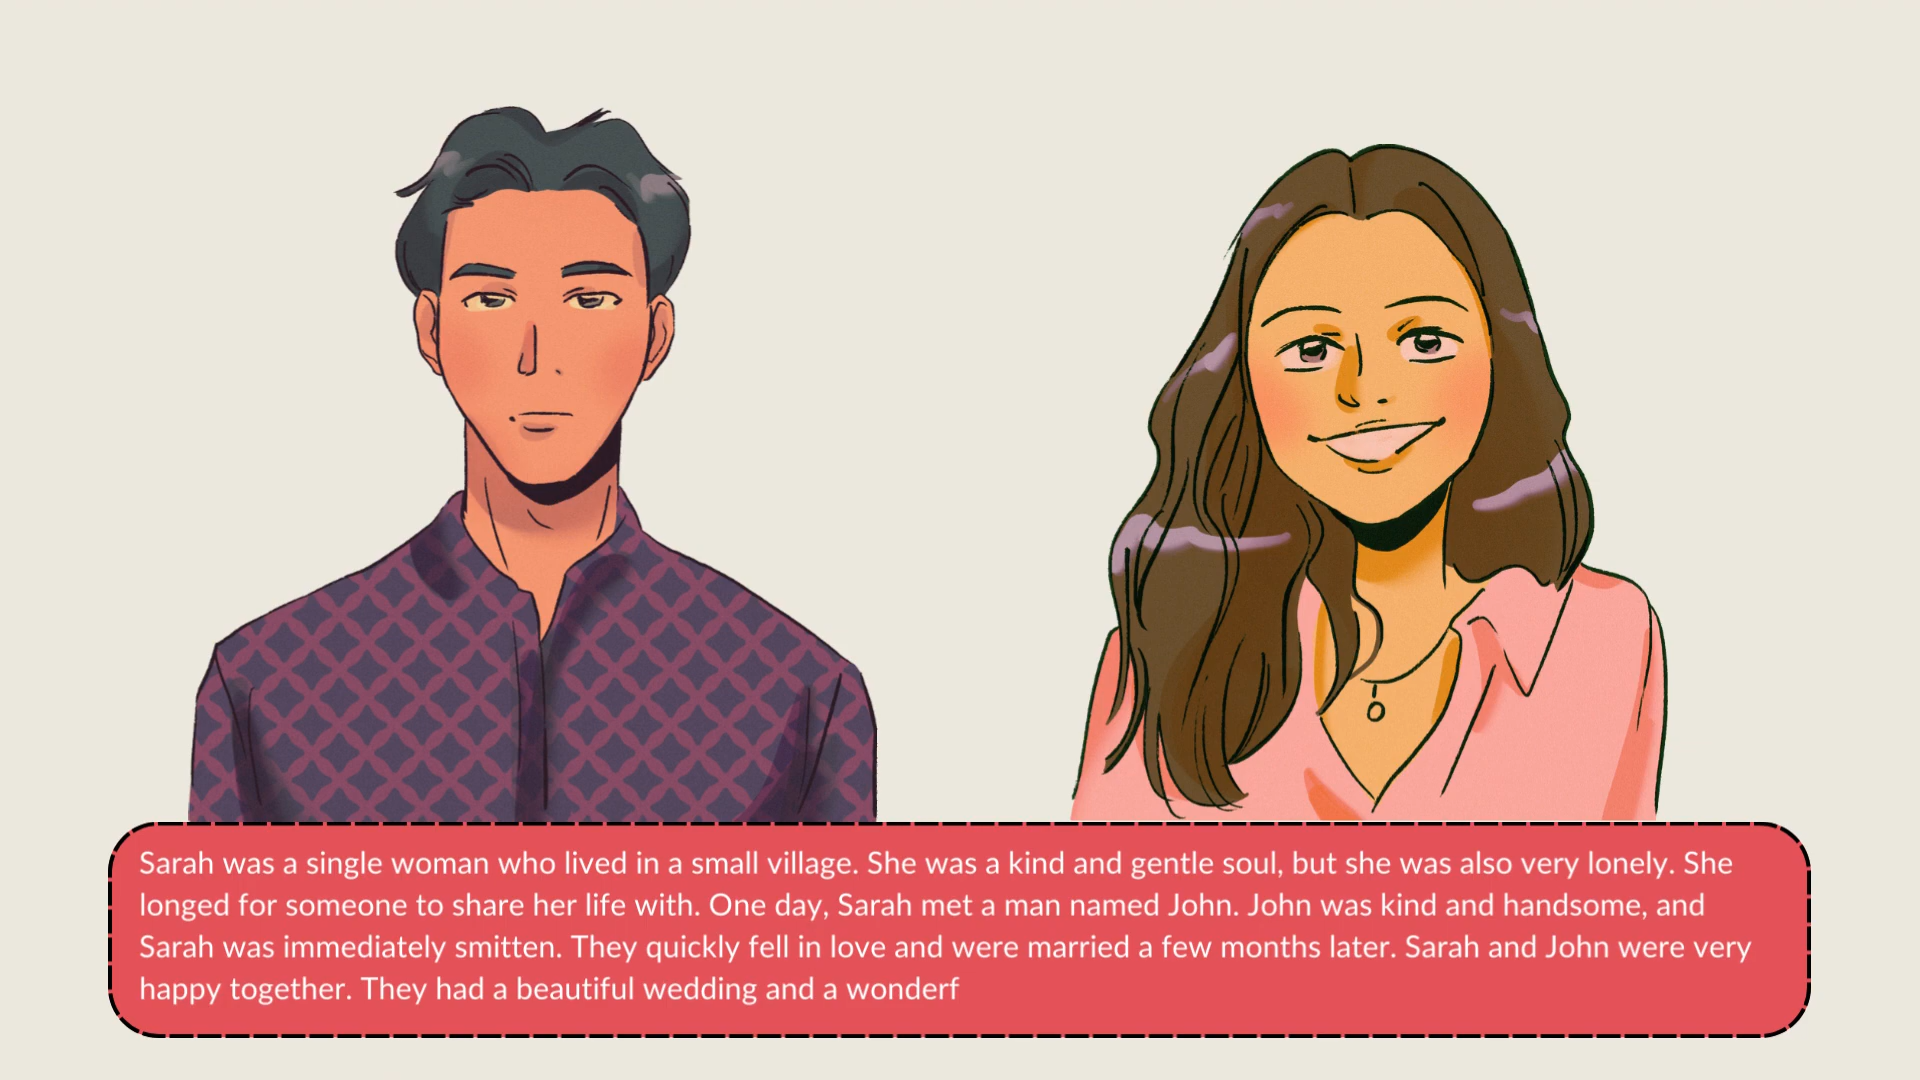 Sarah was a single woman who lived in a small village. She was a kind and gentle soul, but she was also very lonely. She
longed for someone to share her life with. One day, Sarah met a man named John. John was kind and handsome, and
Sarah was immediately smitten. They quickly fell in love and were married a few months later. Sarah and John were very
happy together. They had a beautiful wedding and a wonderf